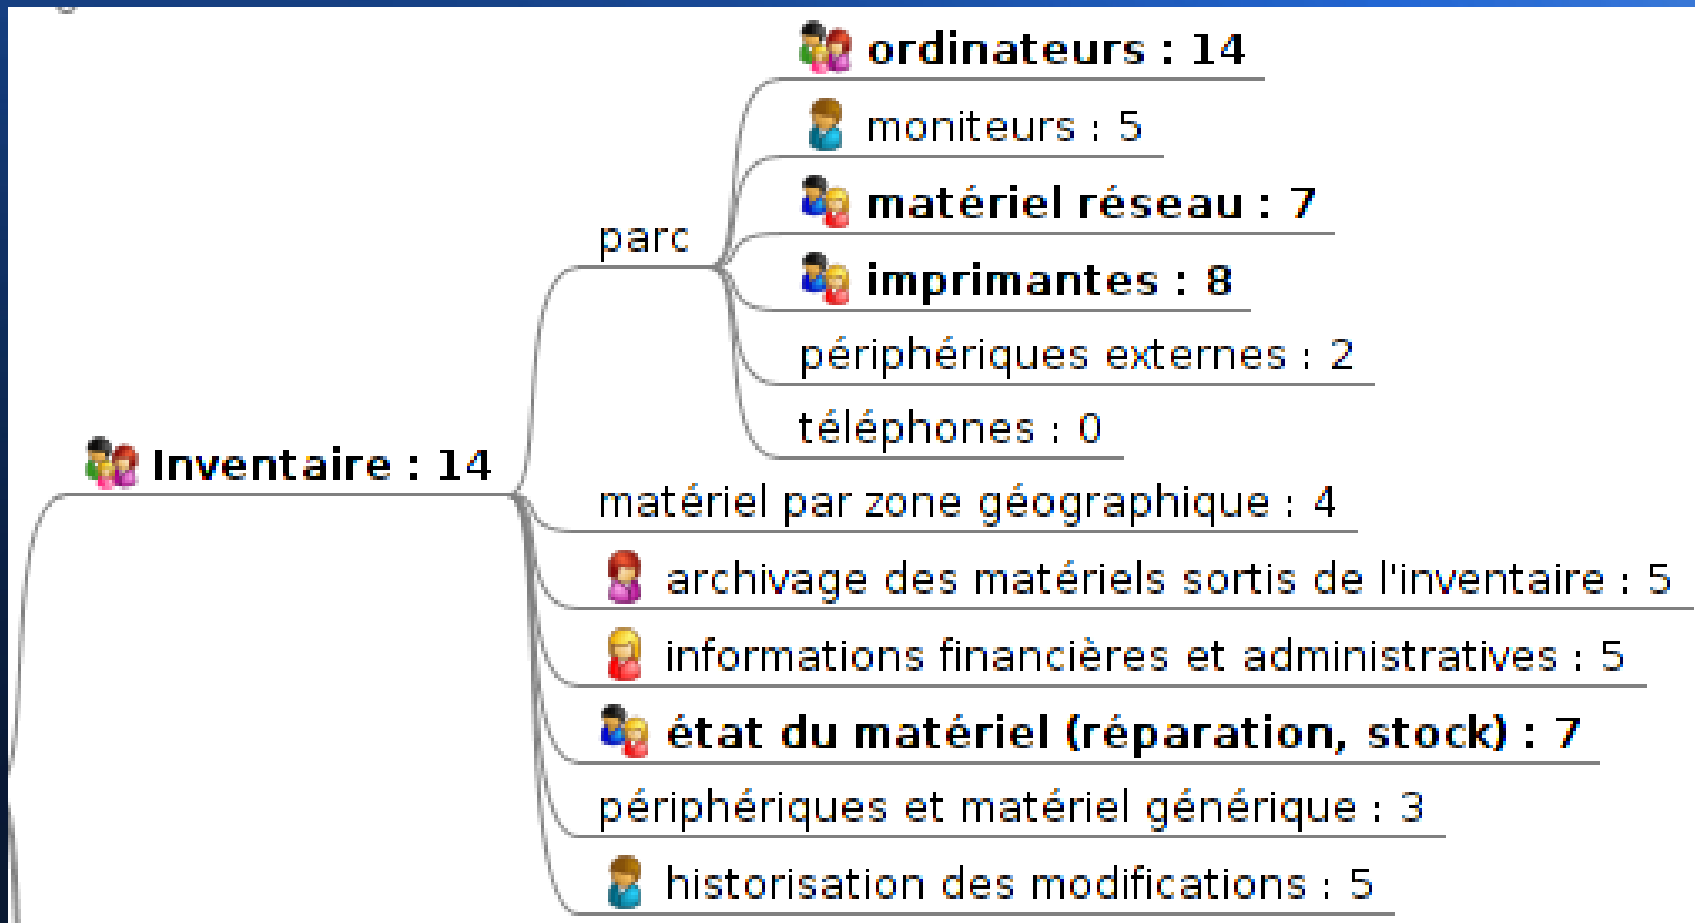 ordinateurs : 14
moniteurs : 5
matériel réseau : 7
parc
imprimantes : 8
périphériques externes : 2
téléphones : 0
Inventaire : 14
matériel par zone géographique : 4
archivage des matériels sortis de l'inventaire : 5
informations financières et administratives : 5
état du matériel (réparation, stock) : 7
périphériques et matériel générique : 3
historisation des modifications : 5